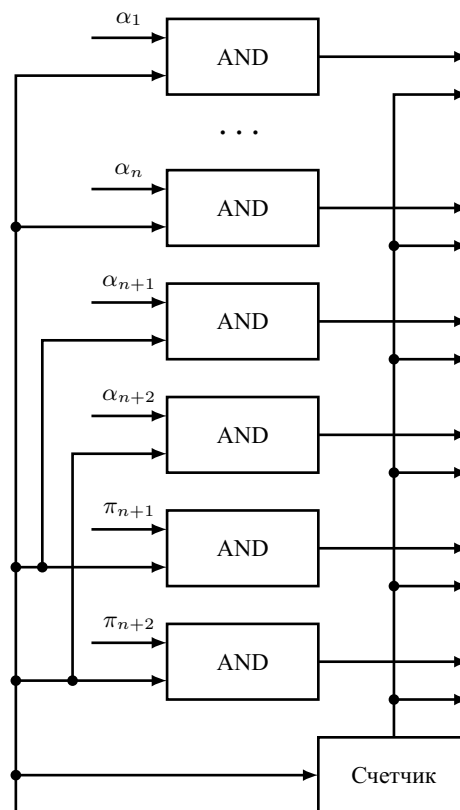 α₁
AND
. . .
αₙ
AND
αₙ₊₁
AND
αₙ₊₂
AND
πₙ₊₁
AND
πₙ₊₂
AND
Счетчик